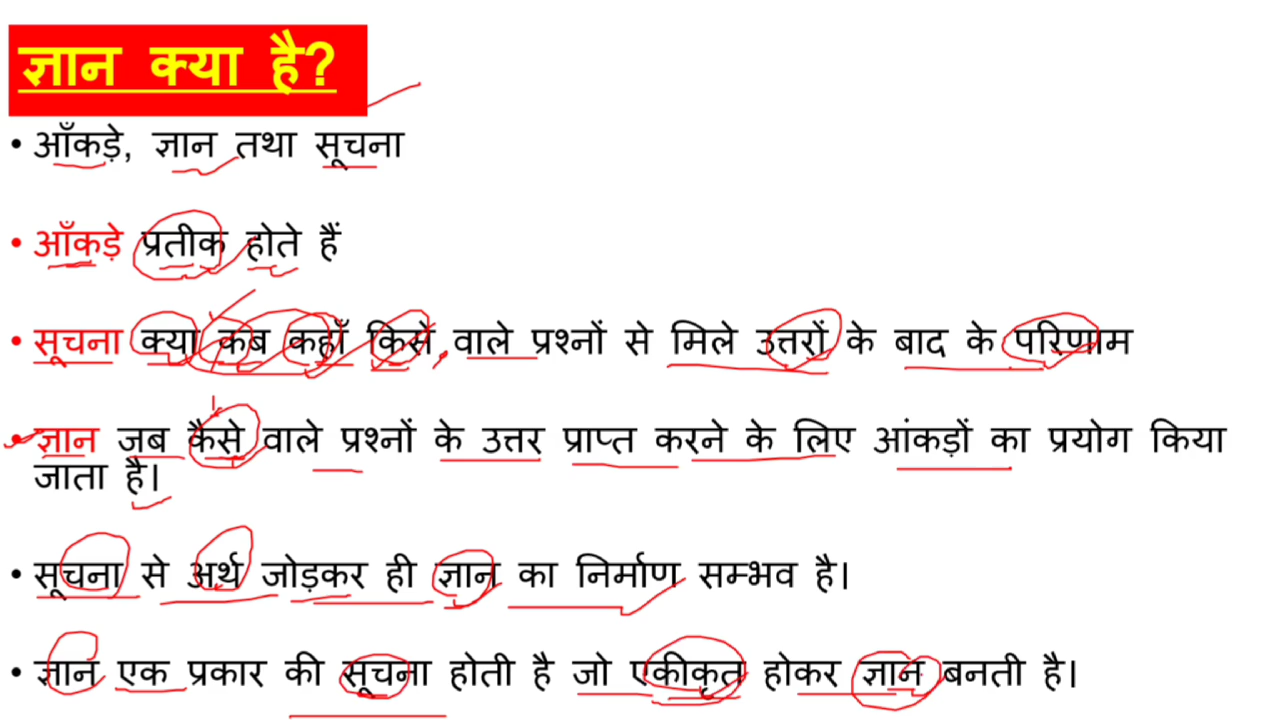 ज्ञान क्या है?
• आँकड़े, ज्ञान तथा सूचना
• आँकड़े प्रतीक होते हैं
• सूचना क्या कब कहाँ किसे वाले प्रश्नों से मिले उत्तरों के बाद के परिणाम
• ज्ञान जब कैसे वाले प्रश्नों के उत्तर प्राप्त करने के लिए आंकड़ों का प्रयोग किया
जाता है।
• सूचना से अर्थ जोड़कर ही ज्ञान का निर्माण सम्भव है।
• ज्ञान एक प्रकार की सूचना होती है जो एकीकृत होकर ज्ञान बनती है।